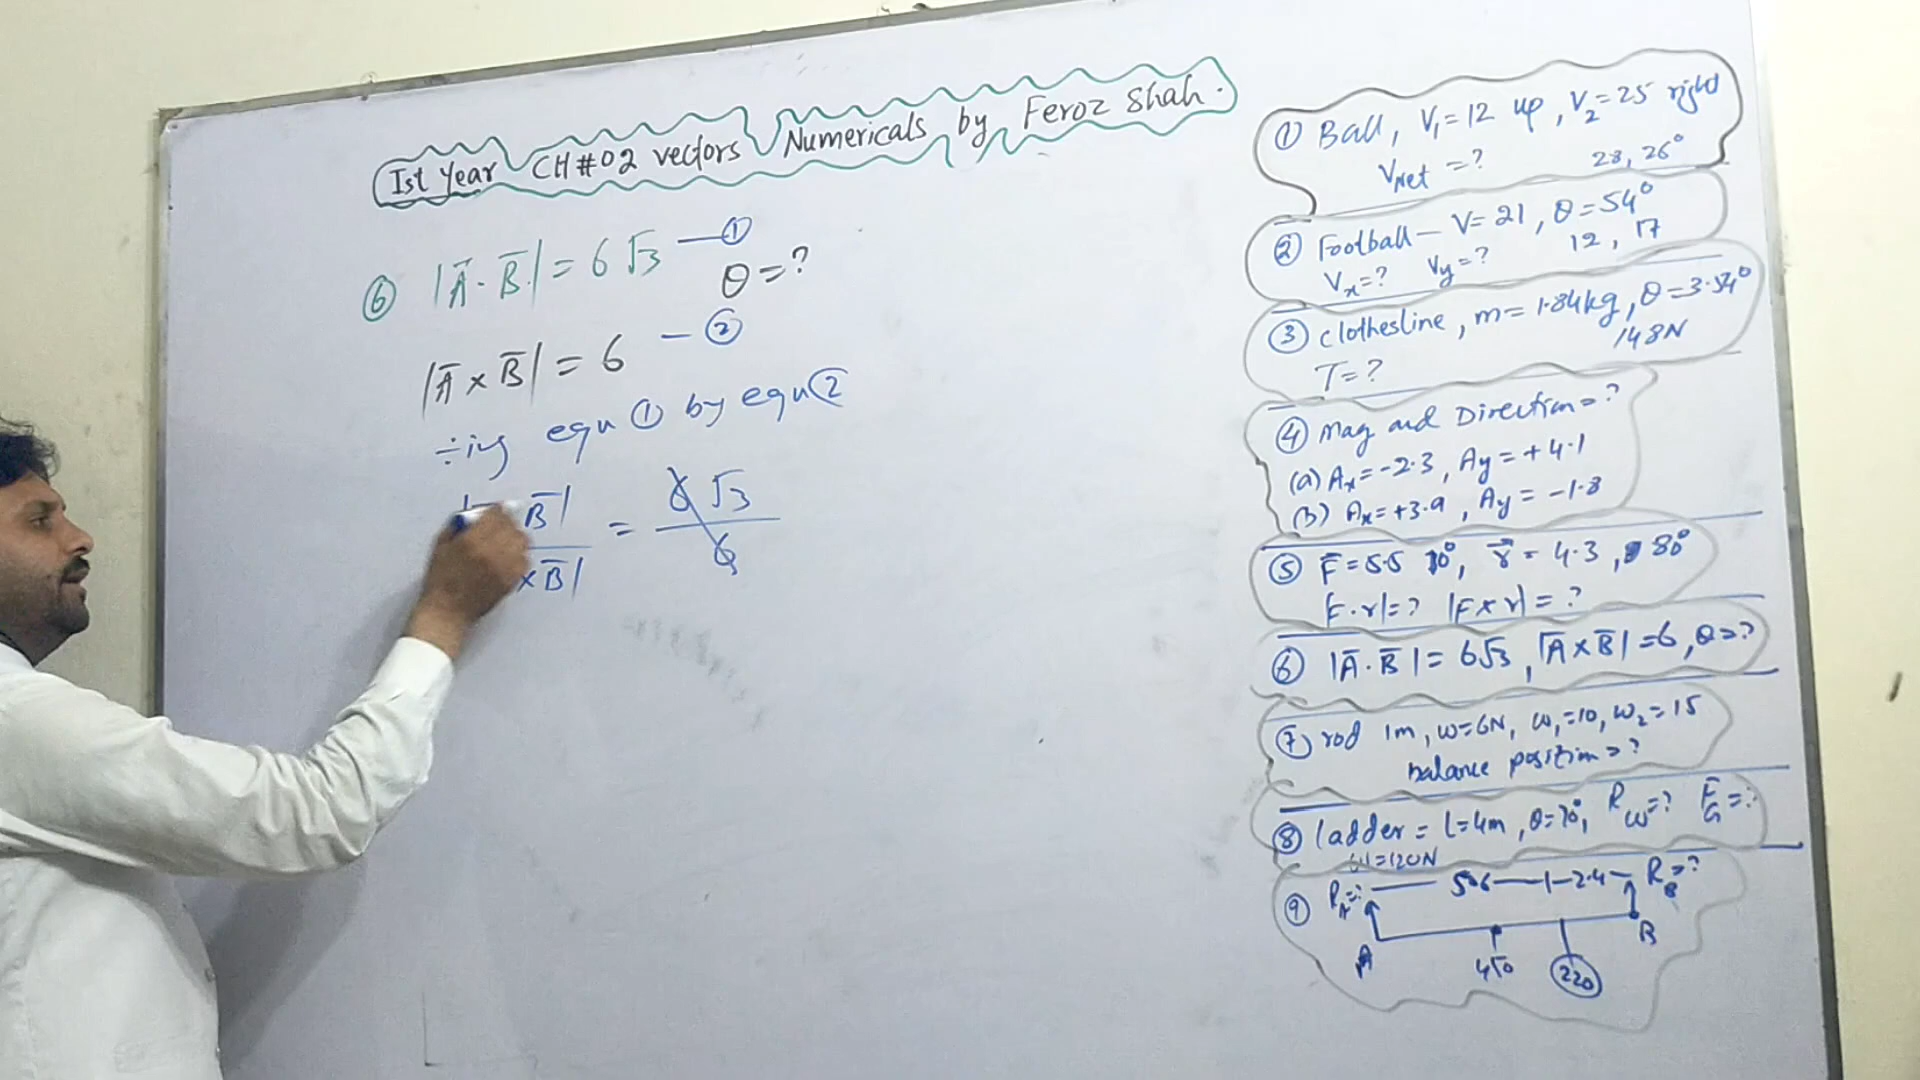 1st year CH#02 vectors Numericals by Feroz Shah.
⑥ |A̅ · B̅| = 6√3 — ①
θ = ?
|A̅ × B̅| = 6 — ②
÷ing equ ① by equ ②
B̅| = 6√3
×B̅| 6
① Ball, V₁ = 12 up, V₂ = 25 right
VNet = ? 28, 26°
② Football — V = 21, θ = 54°
Vx = ? Vy = ? 12, 17
③ clothesline, m = 1.84kg, θ = 3.54°
T = ? 148N
④ Mag and Direction = ?
(a) Ax = -2.3, Ay = +4.1
(b) Ax = +3.9, Ay = -1.8
⑤ F⃗ = 5.5 10°, r⃗ = 4.3, 80°
|F · r| = ? |F × r| = ?
⑥ |A̅ · B̅| = 6√3, |A̅ × B̅| = 6, θ = ?
⑦ rod 1m, w = 6N, w₁ = 10, w₂ = 15
balance position = ?
⑧ ladder = l = 4m, θ = 70°, Rw = ? FG = ?
W = 120N
⑨ RA = ? — 5.6 — | — 2.4 — RB = ?
A B
450 220